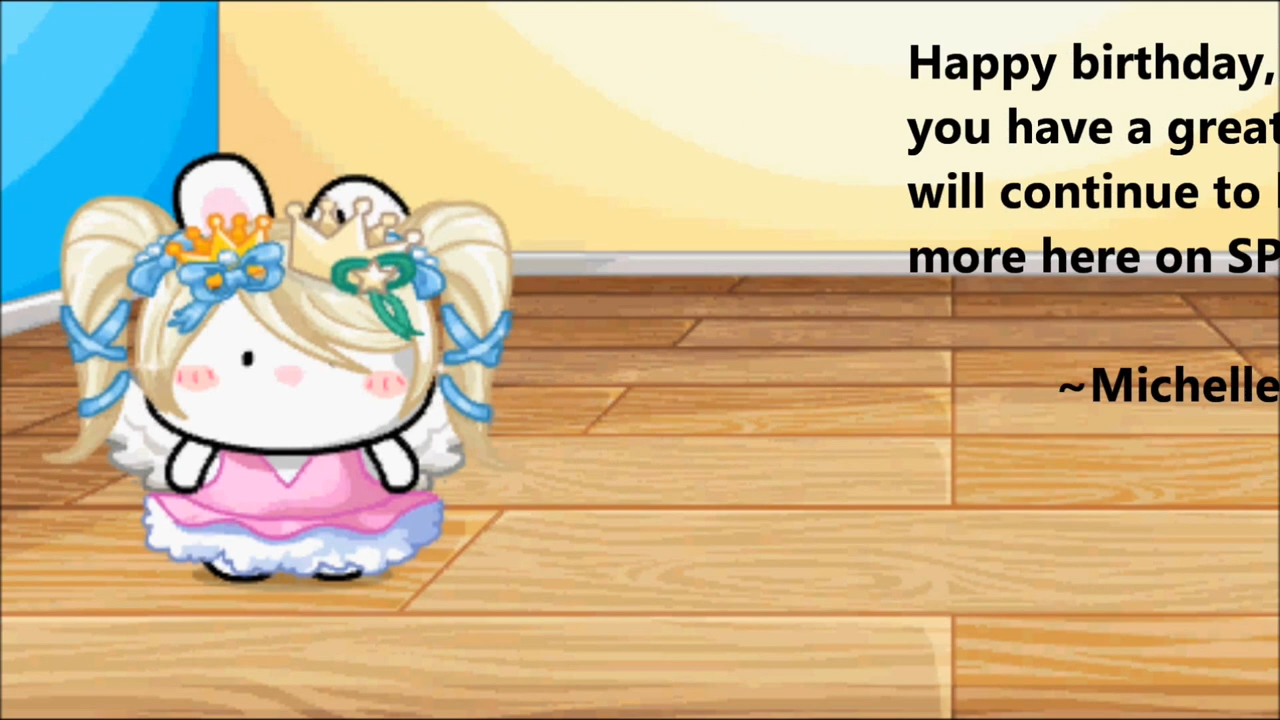 Happy birthday,
you have a great
will continue to
more here on SP
~Michelle